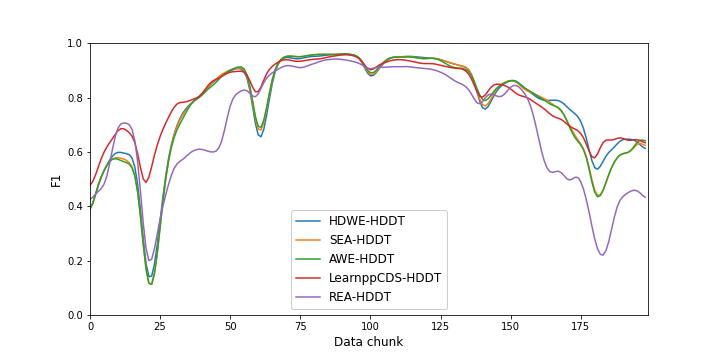 1.0
0.8
0.6
0.4
0.2
0.0
F1
HDWE-HDDT
SEA-HDDT
AWE-HDDT
LearnppCDS-HDDT
REA-HDDT
0 25 50 75 100 125 150 175
Data chunk